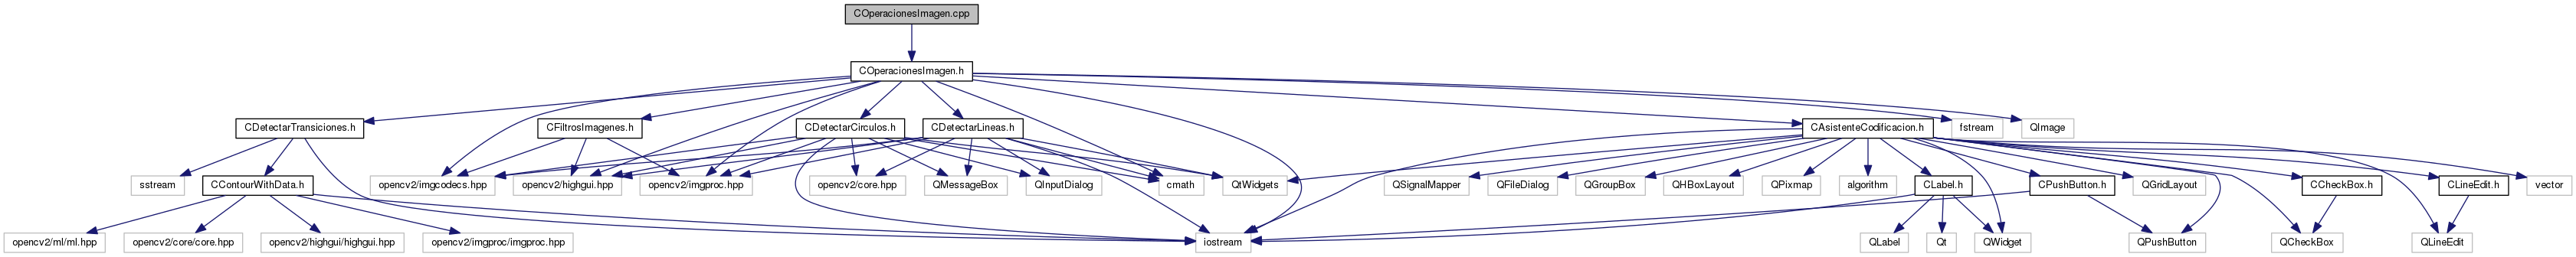 COperacionesImagen.cpp
COperacionesImagen.h
CDetectarTransiciones.h
CFiltrosImagenes.h
CDetectarCirculos.h
CDetectarLineas.h
CAsistenteCodificacion.h
fstream
QImage
sstream
CContourWithData.h
opencv2/imgcodecs.hpp
opencv2/highgui.hpp
opencv2/imgproc.hpp
opencv2/core.hpp
QMessageBox
QInputDialog
cmath
QtWidgets
QSignalMapper
QFileDialog
QGroupBox
QHBoxLayout
QPixmap
algorithm
CLabel.h
CPushButton.h
QGridLayout
CCheckBox.h
CLineEdit.h
vector
opencv2/ml/ml.hpp
opencv2/core/core.hpp
opencv2/highgui/highgui.hpp
opencv2/imgproc/imgproc.hpp
iostream
QLabel
Qt
QWidget
QPushButton
QCheckBox
QLineEdit